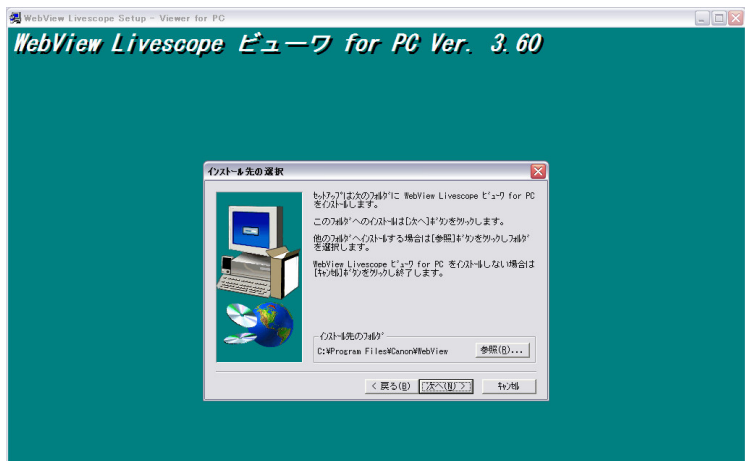 WebView Livescope Setup - Viewer for PC
WebView Livescope ビューワ for PC Ver. 3.60
インストール先の選択
ｾｯﾄｱｯﾌﾟは次のﾌｫﾙﾀﾞに WebView Livescope ﾋﾞｭｰﾜ for PC
をｲﾝｽﾄｰﾙします。
このﾌｫﾙﾀﾞへのｲﾝｽﾄｰﾙは[次へ]ﾎﾞﾀﾝをｸﾘｯｸします。
他のﾌｫﾙﾀﾞへｲﾝｽﾄｰﾙする場合は[参照]ﾎﾞﾀﾝをｸﾘｯｸしﾌｫﾙﾀﾞ
を選択します。
WebView Livescope ﾋﾞｭｰﾜ for PC をｲﾝｽﾄｰﾙしない場合は
[ｷｬﾝｾﾙ]ﾎﾞﾀﾝをｸﾘｯｸし終了します。
ｲﾝｽﾄｰﾙ先のﾌｫﾙﾀﾞ
C:¥Program Files¥Canon¥WebView
参照(R)...
< 戻る(B)
次へ(N) >
ｷｬﾝｾﾙ